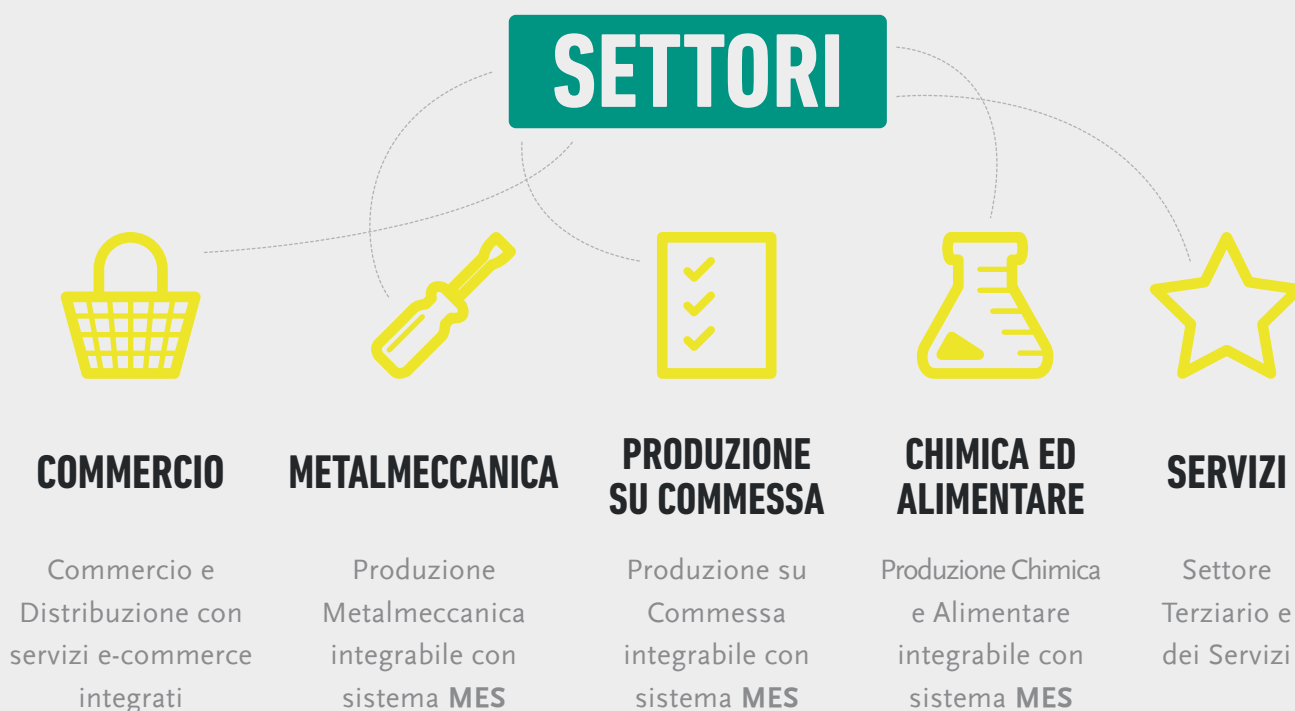 SETTORI
COMMERCIO
Commercio e
Distribuzione con
servizi e-commerce
integrati
METALMECCANICA
Produzione
Metalmeccanica
integrabile con
sistema MES
PRODUZIONE
SU COMMESSA
Produzione su
Commessa
integrabile con
sistema MES
CHIMICA ED
ALIMENTARE
Produzione Chimica
e Alimentare
integrabile con
sistema MES
SERVIZI
Settore
Terziario e
dei Servizi